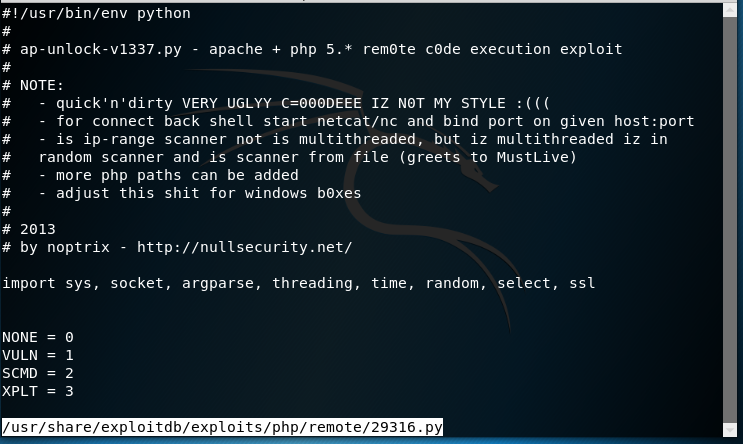 #!/usr/bin/env python
#
# ap-unlock-v1337.py - apache + php 5.* rem0te c0de execution exploit
#
# NOTE:
#   - quick'n'dirty VERY UGLYY C=000DEEE IZ N0T MY STYLE :(((
#   - for connect back shell start netcat/nc and bind port on given host:port
#   - is ip-range scanner not is multithreaded, but iz multithreaded iz in
#   random scanner and is scanner from file (greets to MustLive)
#   - more php paths can be added
#   - adjust this shit for windows b0xes
#
# 2013
# by noptrix - http://nullsecurity.net/

import sys, socket, argparse, threading, time, random, select, ssl


NONE = 0
VULN = 1
SCMD = 2
XPLT = 3

/usr/share/exploitdb/exploits/php/remote/29316.py